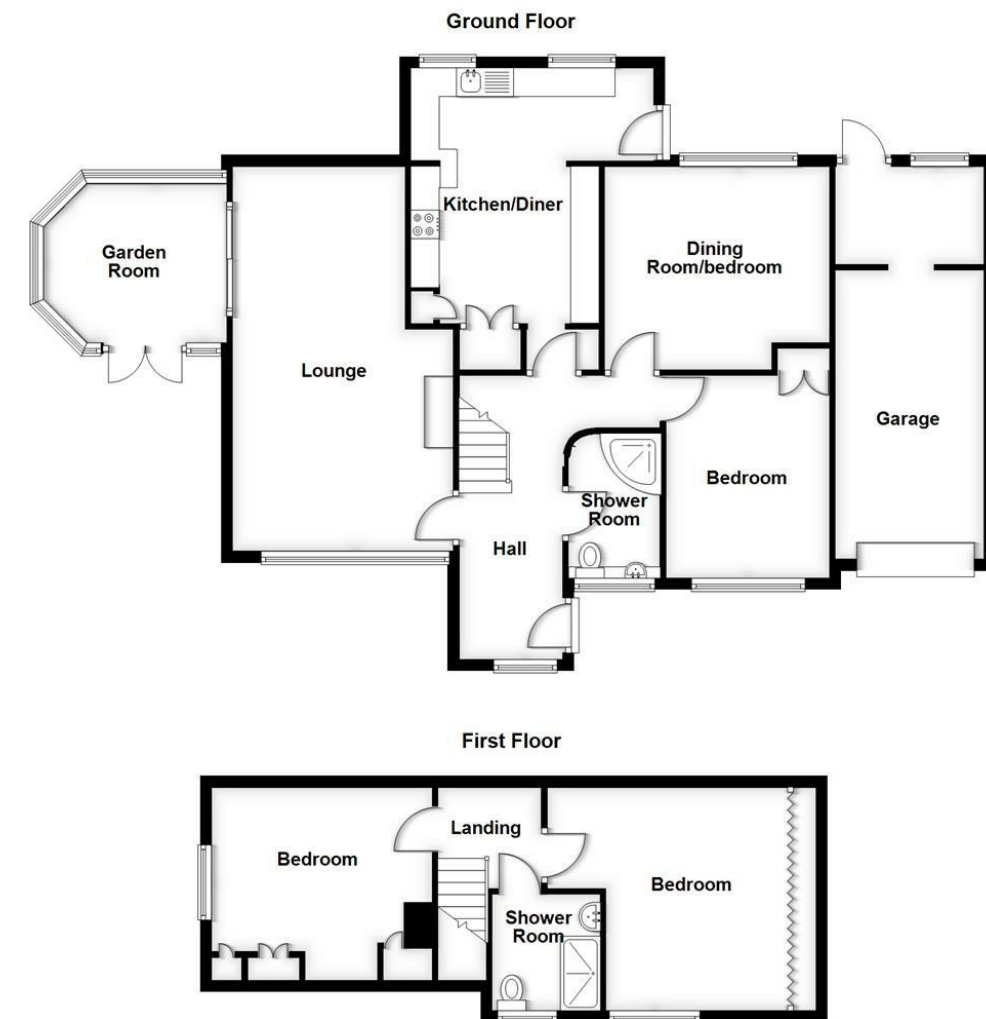 Ground Floor
Kitchen/Diner
Garden
Room
Dining
Room/bedroom
Lounge
Garage
Bedroom
Shower
Room
Hall
First Floor
Landing
Bedroom
Bedroom
Shower
Room